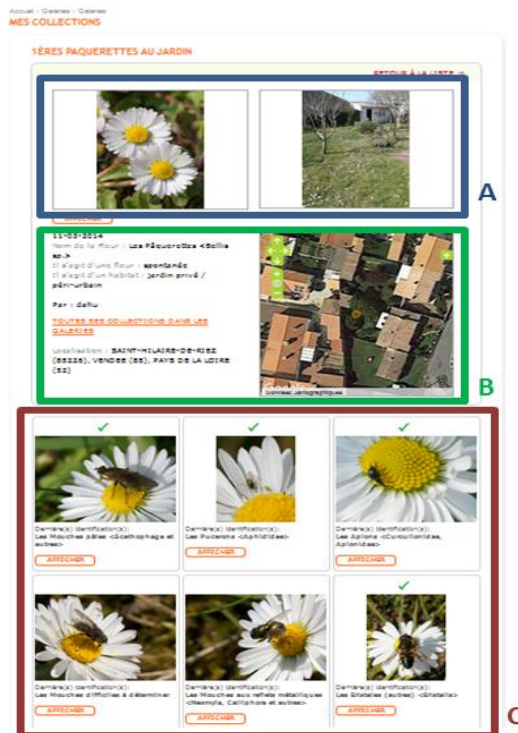 Accueil > Galeries > Galeries
MES COLLECTIONS
1ÈRES PAQUERETTES AU JARDIN
RETOUR À LA LISTE
A
AFFICHER
11-03-2014
Nom de la fleur : Les Pâquerettes <Bellis
sp.>
Il s'agit d'une fleur : spontanée
Il s'agit d'un habitat : jardin privé /
péri-urbain
Par : dahu
TOUTES SES COLLECTIONS DANS LES
GALERIES
Localisation : SAINT-HILAIRE-DE-RIEZ
(85226), VENDEE (85), PAYS DE LA LOIRE
(52)
Données cartographiques
B
Dernière(s) identification(s):
Les Mouches pâles <Scathophaga et
autres>
AFFICHER
Dernière(s) identification(s):
Les Pucerons <Aphididae>
AFFICHER
Dernière(s) identification(s):
Les Apions <Curculionidae,
Apionidae>
AFFICHER
Dernière(s) identification(s):
Les Mouches difficiles à déterminer
AFFICHER
Dernière(s) identification(s):
Les Mouches aux reflets métalliques
<Neomyia, Calliphora et autres>
AFFICHER
Dernière(s) identification(s):
Les Eristales (autres) <Eristalis>
AFFICHER
C